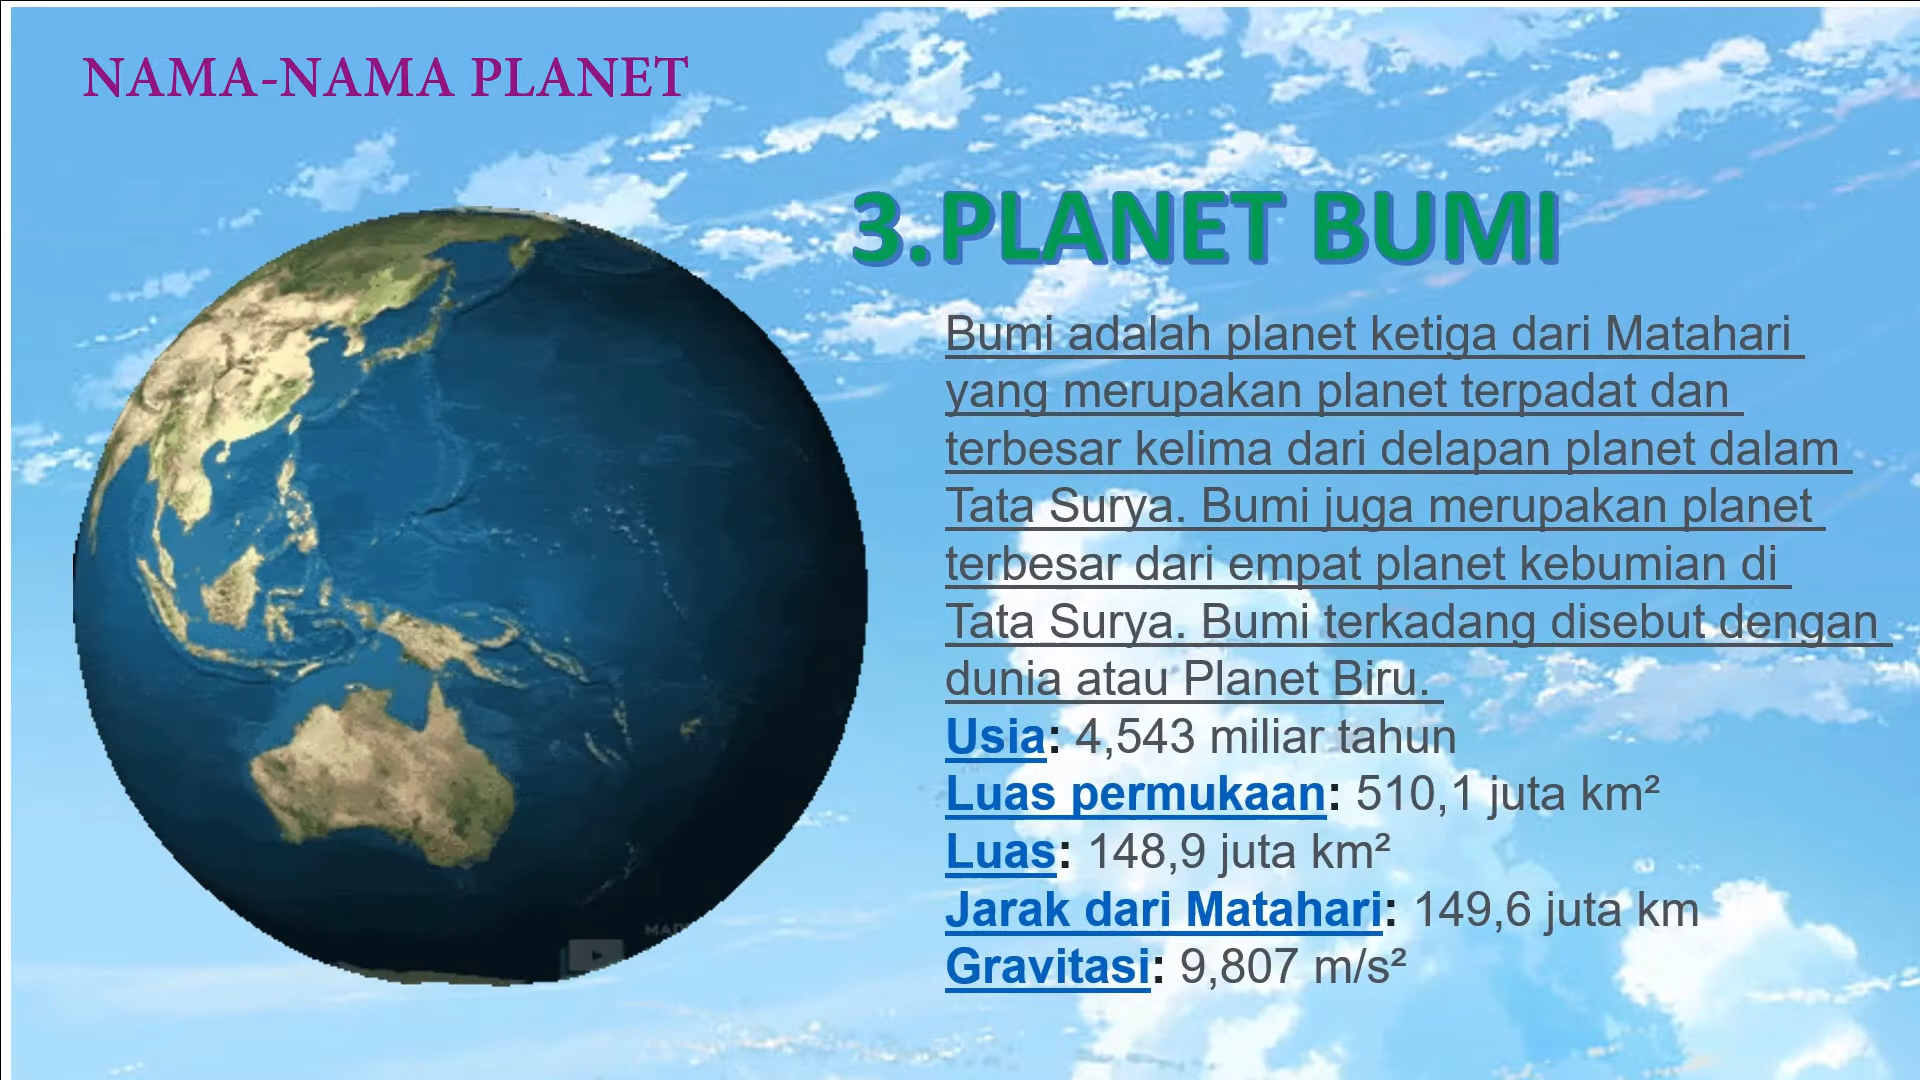 NAMA-NAMA PLANET
3.PLANET BUMI
Bumi adalah planet ketiga dari Matahari
yang merupakan planet terpadat dan
terbesar kelima dari delapan planet dalam
Tata Surya. Bumi juga merupakan planet
terbesar dari empat planet kebumian di
Tata Surya. Bumi terkadang disebut dengan
dunia atau Planet Biru.
Usia: 4,543 miliar tahun
Luas permukaan: 510,1 juta km²
Luas: 148,9 juta km²
Jarak dari Matahari: 149,6 juta km
Gravitasi: 9,807 m/s²